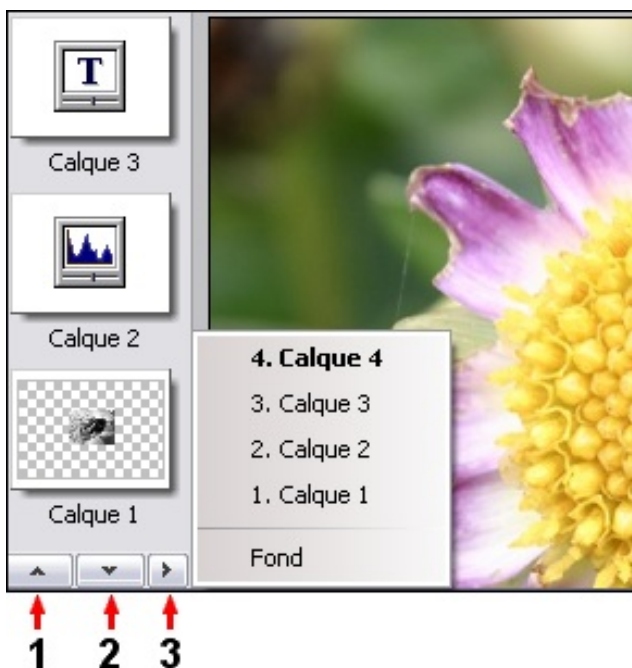 T
Calque 3
Calque 2
Calque 1
4. Calque 4
3. Calque 3
2. Calque 2
1. Calque 1
Fond
1 2 3